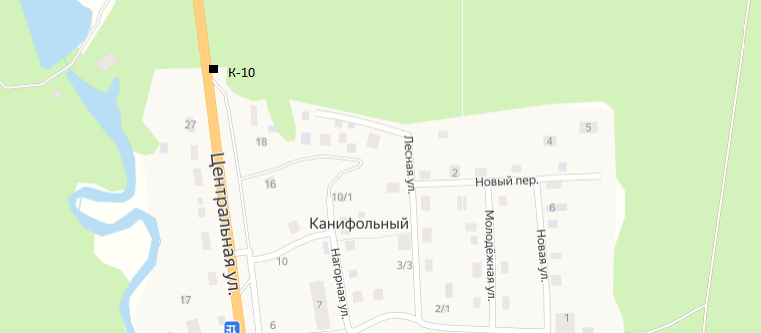 К-10
27
18
5
4
Лесная ул.
2
Новый пер.
16
Центральная ул.
10/1
6
Канифольный
Молодёжная ул.
Новая ул.
Нагорная ул.
10
3/3
17
7
2/1
6
1